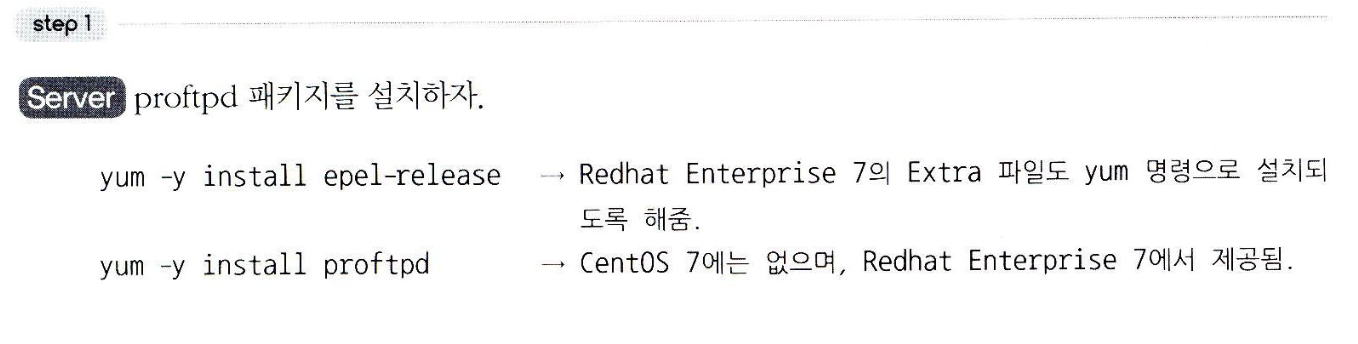 step 1
Server proftpd 패키지를 설치하자.
yum -y install epel-release → Redhat Enterprise 7의 Extra 파일도 yum 명령으로 설치되
도록 해줌.
yum -y install proftpd → CentOS 7에는 없으며, Redhat Enterprise 7에서 제공됨.